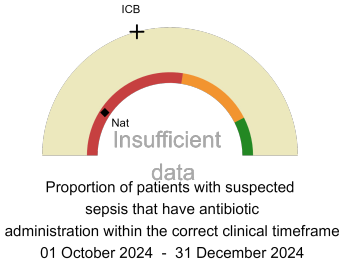 ICB
Nat
Insufficient
data
Proportion of patients with suspected
sepsis that have antibiotic
administration within the correct clinical timeframe
01 October 2024 - 31 December 2024